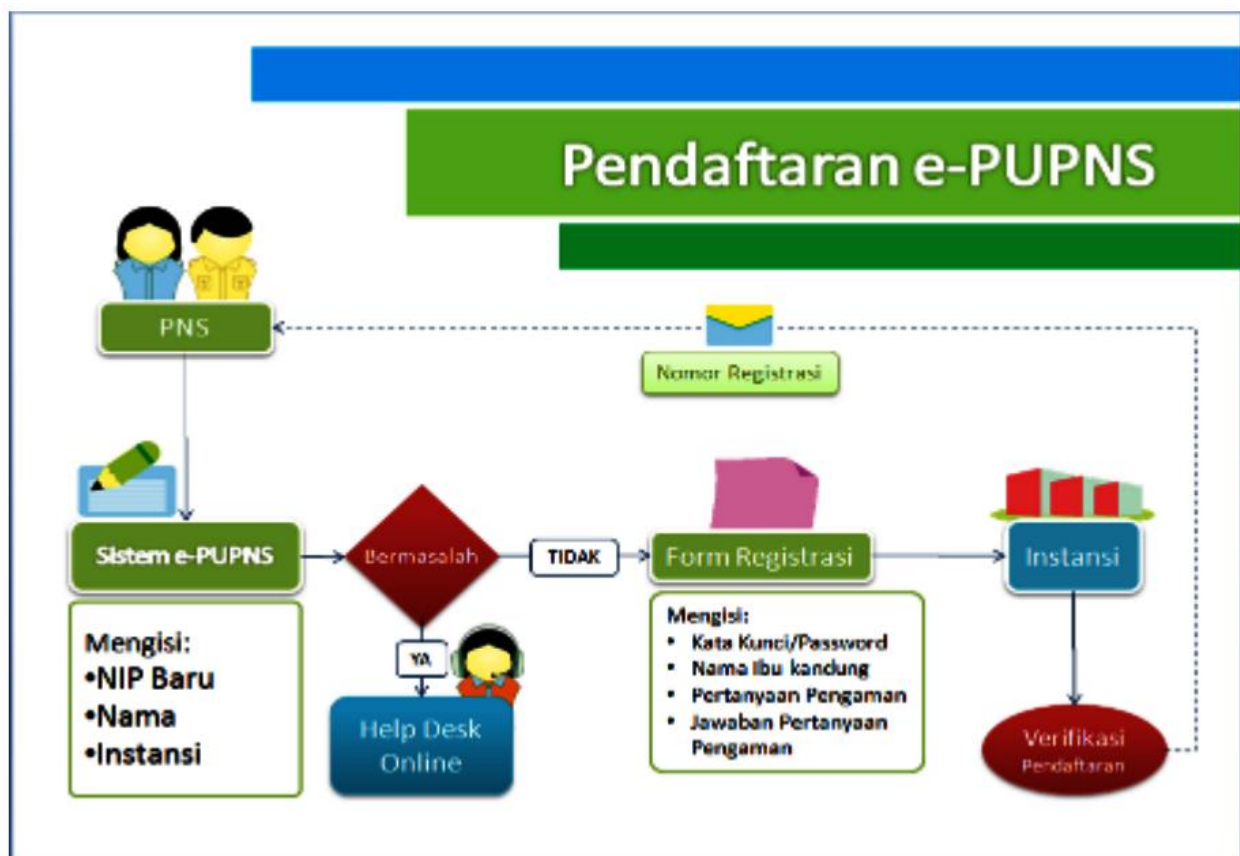 Pendaftaran e-PUPNS
PNS
Nomor Registrasi
Sistem e-PUPNS
Bermasalah
TIDAK
Form Registrasi
Instansi
Mengisi:
•NIP Baru
•Nama
•Instansi
YA
Help Desk
Online
Mengisi:
• Kata Kunci/Password
• Nama Ibu kandung
• Pertanyaan Pengaman
• Jawaban Pertanyaan
Pengaman
Verifikasi
Pendaftaran